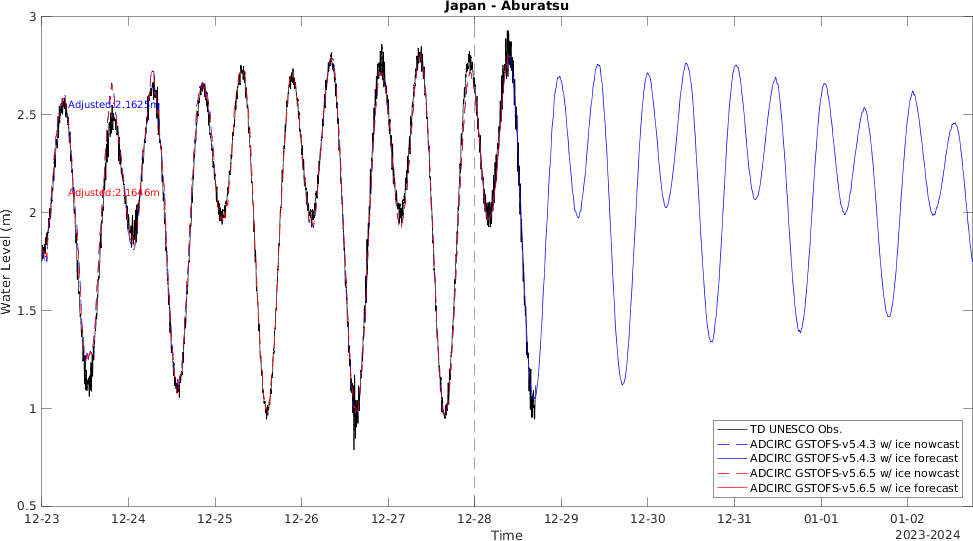 Japan - Aburatsu
3
2.5
2
1.5
1
0.5
Water Level (m)
Adjusted:2.1625m
Adjusted:2.1646m
TD UNESCO Obs.
ADCIRC GSTOFS-v5.4.3 w/ ice nowcast
ADCIRC GSTOFS-v5.4.3 w/ ice forecast
ADCIRC GSTOFS-v5.6.5 w/ ice nowcast
ADCIRC GSTOFS-v5.6.5 w/ ice forecast
12-23 12-24 12-25 12-26 12-27 12-28 12-29 12-30 12-31 01-01 01-02
Time
2023-2024